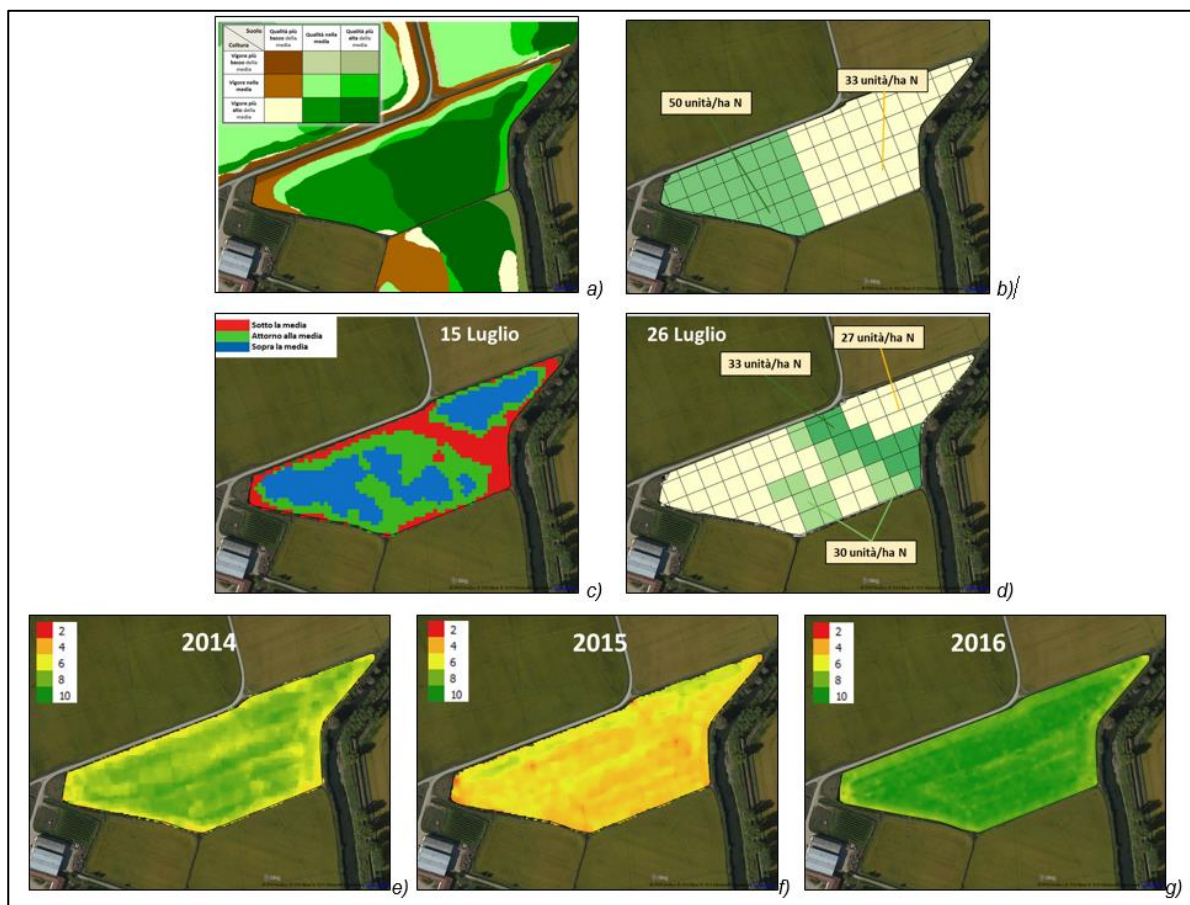 Suolo
Coltura
Qualità più
bassa della
media
Qualità nella
media
Qualità più
alta della
media
Vigore più
basso della
media
Vigore nella
media
Vigore più
alto della
media
a)
50 unità/ha N
33 unità/ha N
b)
Sotto la media
Attorno alla media
Sopra la media
15 Luglio
c)
26 Luglio
27 unità/ha N
33 unità/ha N
30 unità/ha N
d)
2
4
6
8
10
2014
e)
2
4
6
8
10
2015
f)
2
4
6
8
10
2016
g)